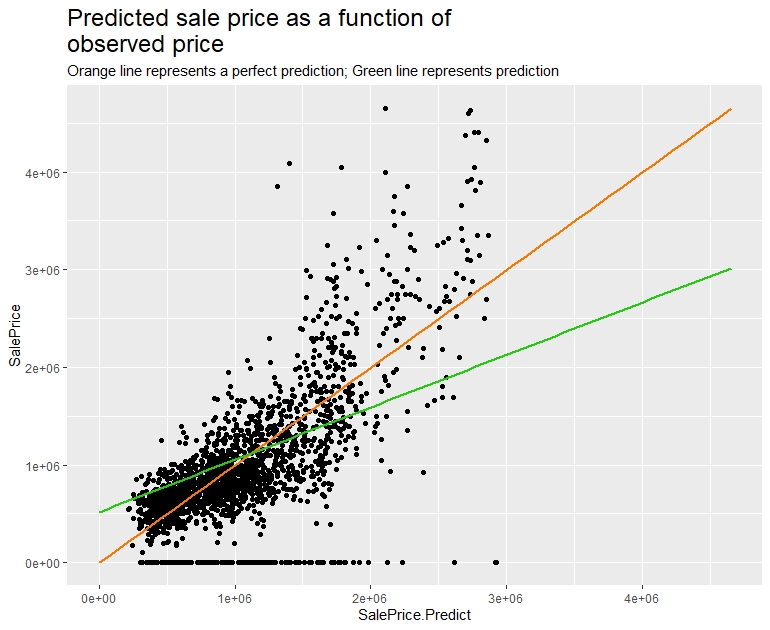 Predicted sale price as a function of
observed price
Orange line represents a perfect prediction; Green line represents prediction
SalePrice
4e+06
3e+06
2e+06
1e+06
0e+00
0e+00 1e+06 2e+06 3e+06 4e+06
SalePrice.Predict